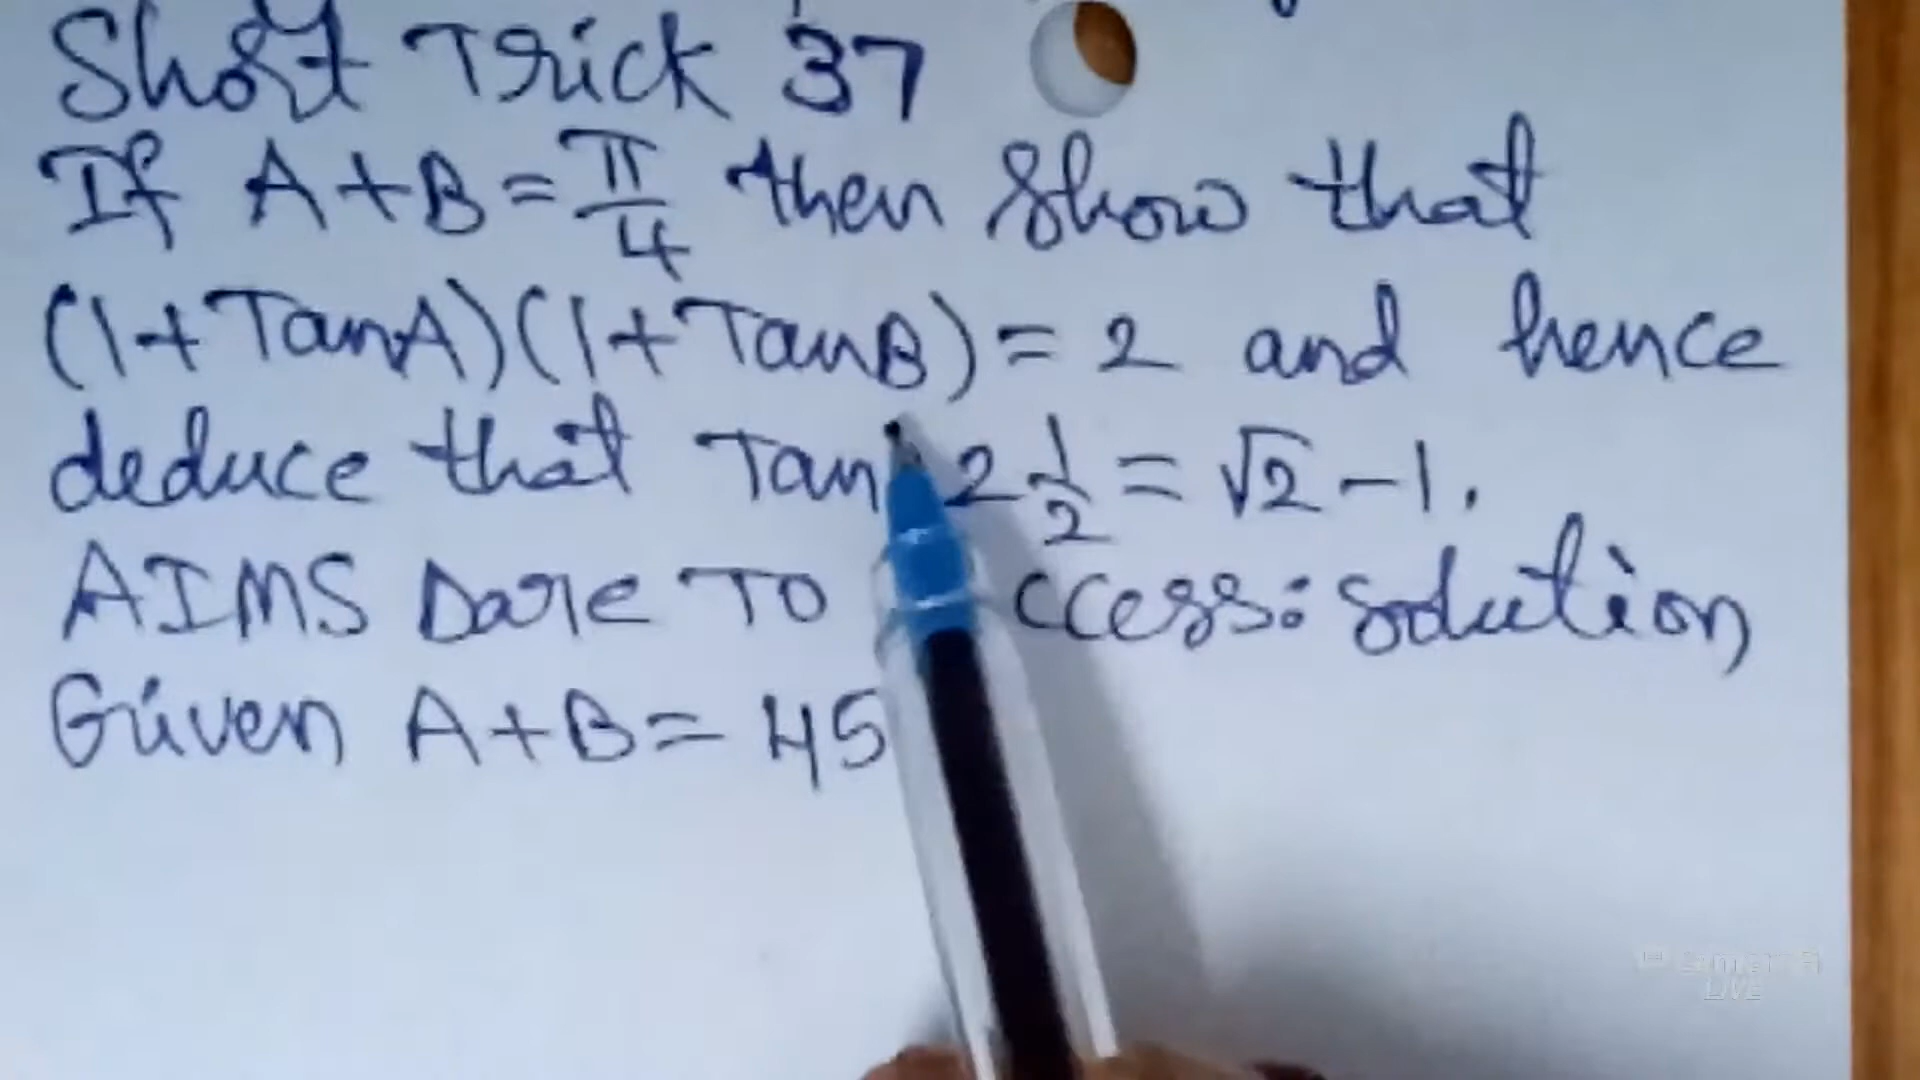 Short Trick 37
If A+B=π/4 then show that
(1+TanA)(1+TanB)=2 and hence
deduce that Tan 2 1/2 = √2-1.
AIMS Dare To ccess: Solution
Given A+B= 45
LIVE